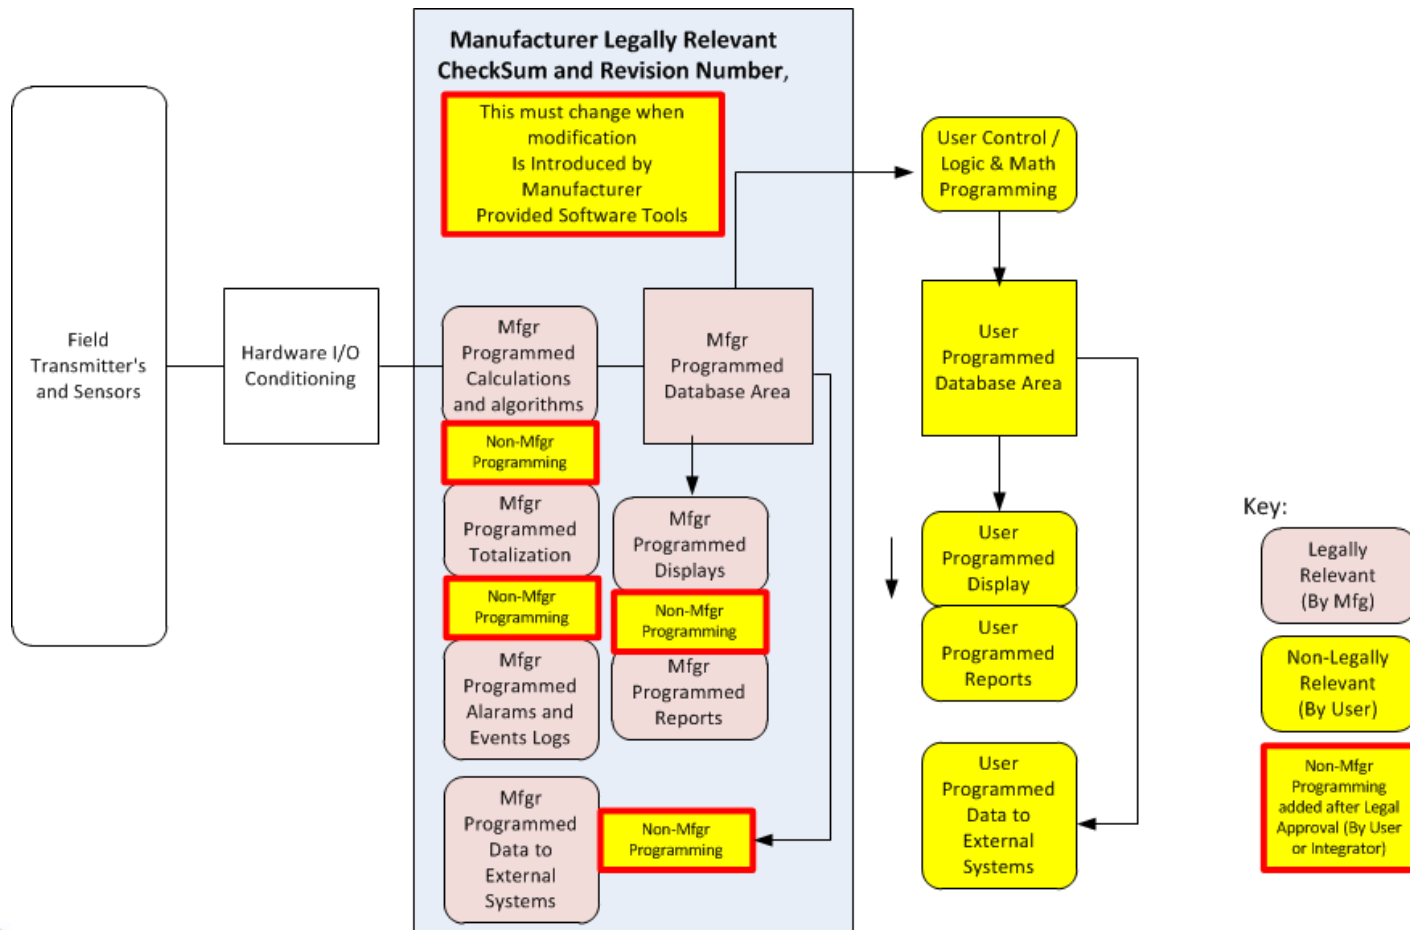 Manufacturer Legally Relevant
CheckSum and Revision Number,
This must change when
modification
Is Introduced by
Manufacturer
Provided Software Tools
Field
Transmitter's
and Sensors
Hardware I/O
Conditioning
Mfgr
Programmed
Calculations
and algorithms
Non-Mfgr
Programming
Mfgr
Programmed
Totalization
Non-Mfgr
Programming
Mfgr
Programmed
Alarams and
Events Logs
Mfgr
Programmed
Data to
External
Systems
Non-Mfgr
Programming
Mfgr
Programmed
Database Area
Mfgr
Programmed
Displays
Non-Mfgr
Programming
Mfgr
Programmed
Reports
User Control /
Logic & Math
Programming
User
Programmed
Database Area
User
Programmed
Display
User
Programmed
Reports
User
Programmed
Data to
External
Systems
Key:
Legally
Relevant
(By Mfg)
Non-Legally
Relevant
(By User)
Non-Mfgr
Programming
added after Legal
Approval (By User
or Integrator)